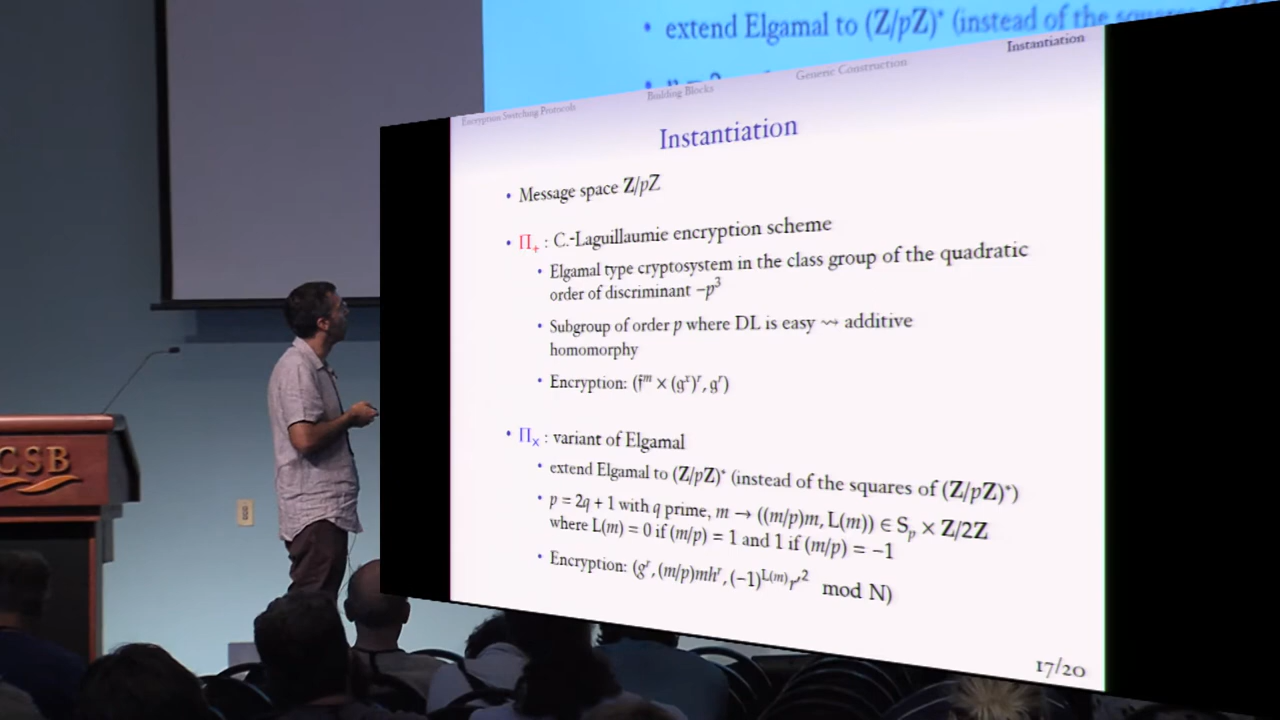 • extend Elgamal to (Z/pZ)* (instead of the
Encryption Switching Protocols
Building Blocks
Generic Construction
Instantiation
Instantiation
• Message space Z/pZ
• Π₊ : C.-Laguillaumie encryption scheme
• Elgamal type cryptosystem in the class group of the quadratic
order of discriminant −p³
• Subgroup of order p where DL is easy ⇝ additive
homomorphy
• Encryption: (f^m × (g^x)^r, g^r)
• Π× : variant of Elgamal
• extend Elgamal to (Z/pZ)* (instead of the squares of (Z/pZ)*)
• p = 2q + 1 with q prime, m → ((m/p)m, L(m)) ∈ Sₚ × Z/2Z
where L(m) = 0 if (m/p) = 1 and 1 if (m/p) = −1
• Encryption: (g^r, (m/p)mh^r, (−1)^L(m) r′² mod N)
17/20
CSB